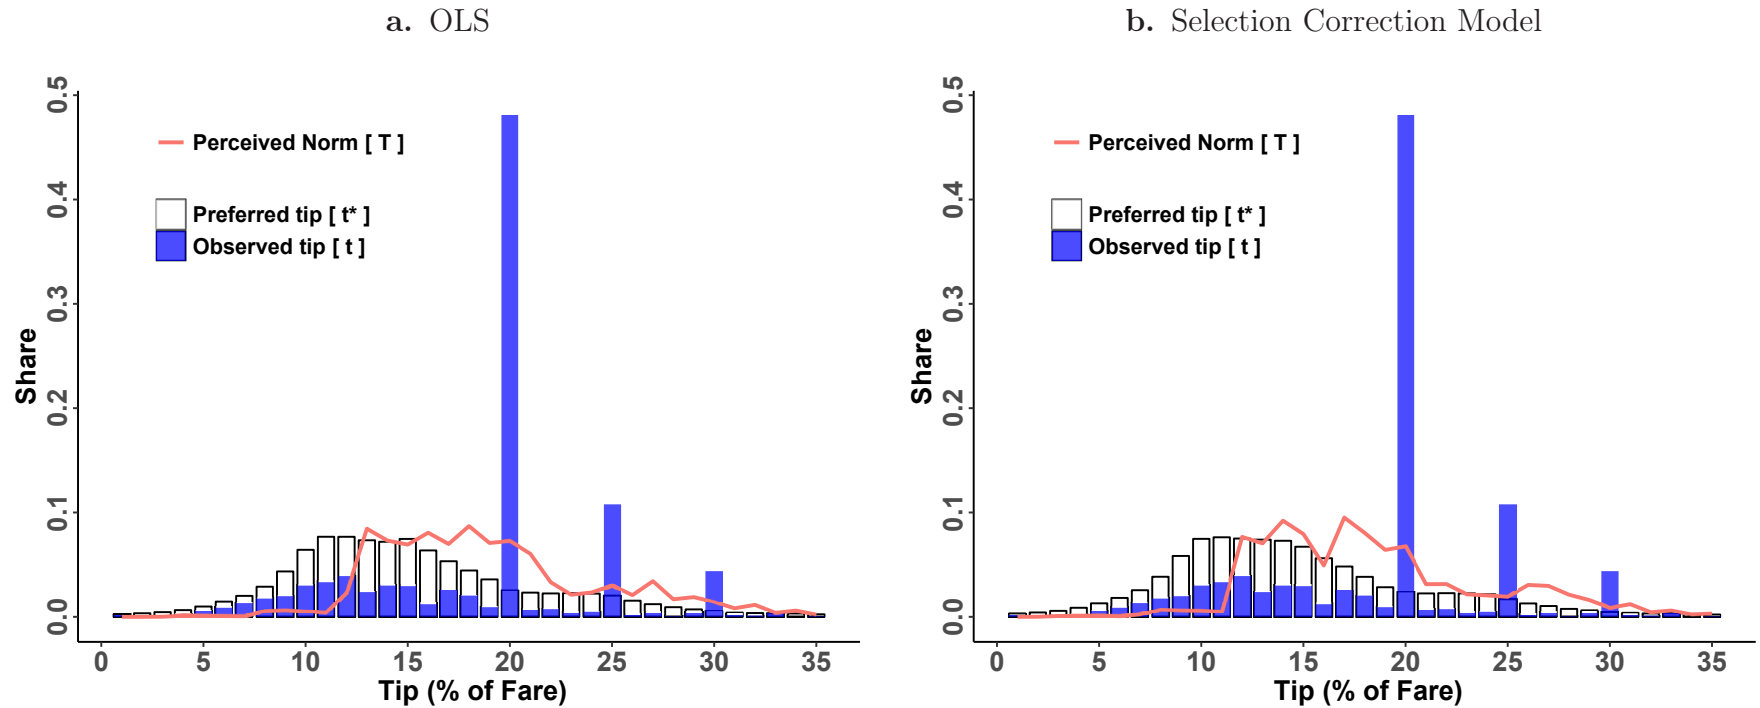 a. OLS
Share
0.5
0.4
0.3
0.2
0.1
0.0
Perceived Norm [ T ]
Preferred tip [ t* ]
Observed tip [ t ]
0 5 10 15 20 25 30 35
Tip (% of Fare)
b. Selection Correction Model
Share
0.5
0.4
0.3
0.2
0.1
0.0
Perceived Norm [ T ]
Preferred tip [ t* ]
Observed tip [ t ]
0 5 10 15 20 25 30 35
Tip (% of Fare)